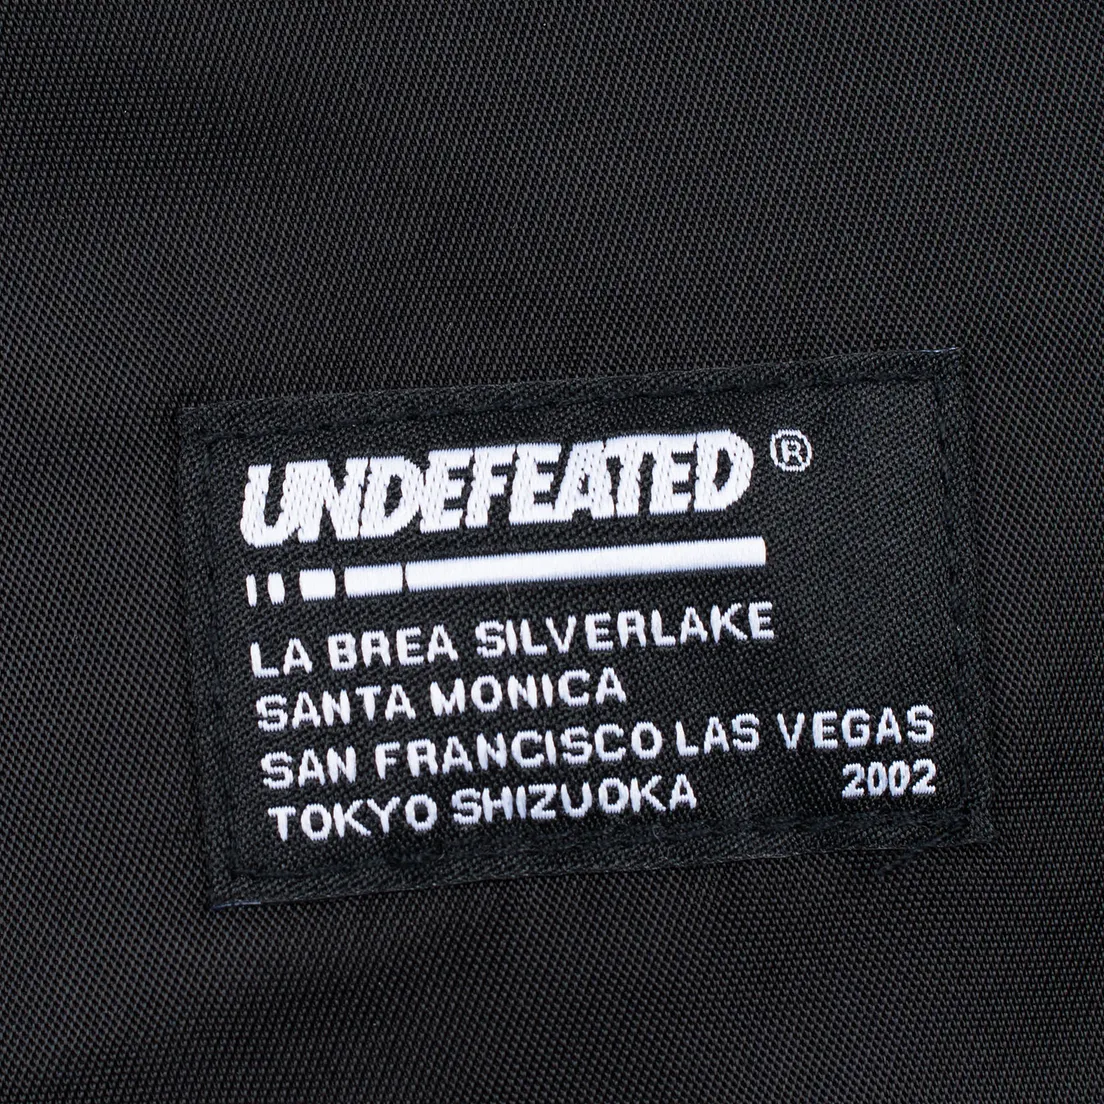 UNDEFEATED ®
LA BREA SILVERLAKE
SANTA MONICA
SAN FRANCISCO LAS VEGAS
TOKYO SHIZUOKA 2002